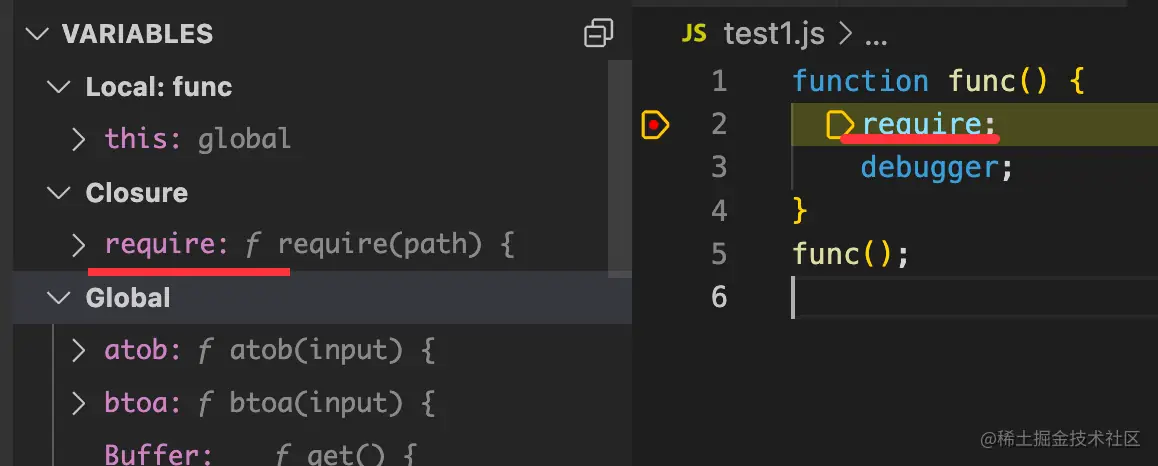 VARIABLES
Local: func
this: global
Closure
require: f require(path) {
Global
atob: f atob(input) {
btoa: f btoa(input) {
Buffer: f get() {
JS test1.js > ...
1 function func() {
2 require;
3 debugger;
4 }
5 func();
6
@稀土掘金技术社区